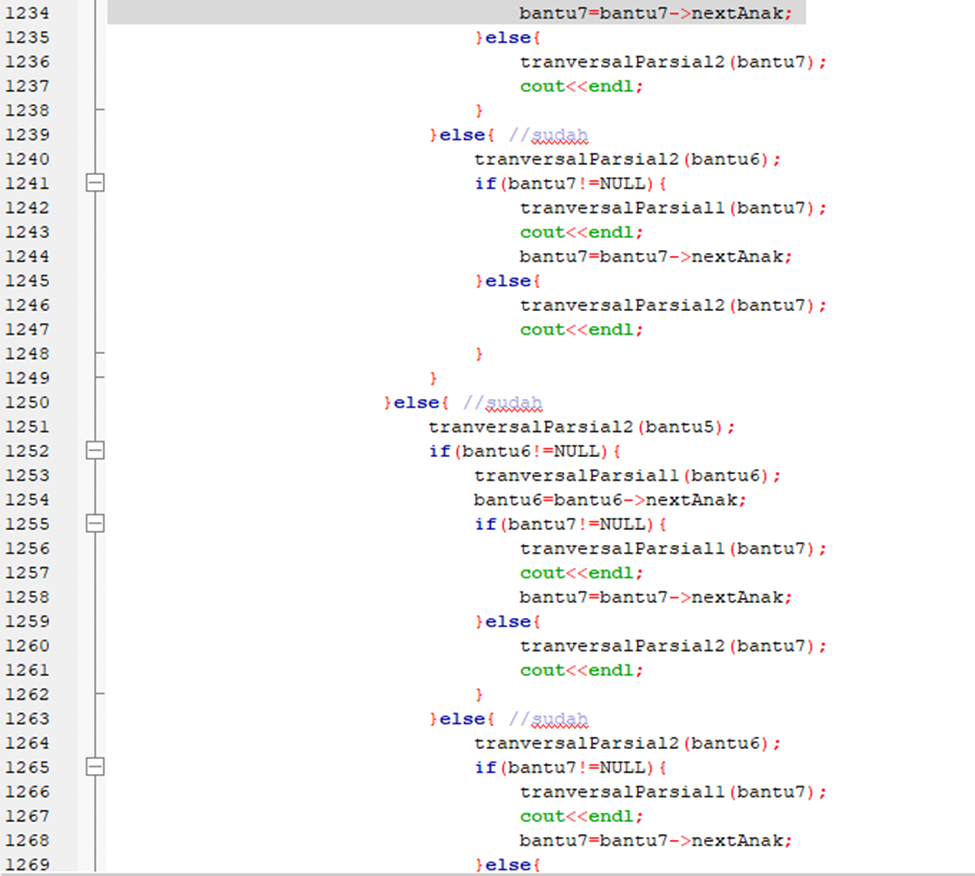 1234 bantu7=bantu7->nextAnak;
1235 }else{
1236 tranversalParsial2(bantu7);
1237 cout<<endl;
1238 }
1239 }else{ //sudah
1240 tranversalParsial2(bantu6);
1241 if(bantu7!=NULL){
1242 tranversalParsial1(bantu7);
1243 cout<<endl;
1244 bantu7=bantu7->nextAnak;
1245 }else{
1246 tranversalParsial2(bantu7);
1247 cout<<endl;
1248 }
1249 }
1250 }else{ //sudah
1251 tranversalParsial2(bantu5);
1252 if(bantu6!=NULL){
1253 tranversalParsial1(bantu6);
1254 bantu6=bantu6->nextAnak;
1255 if(bantu7!=NULL){
1256 tranversalParsial1(bantu7);
1257 cout<<endl;
1258 bantu7=bantu7->nextAnak;
1259 }else{
1260 tranversalParsial2(bantu7);
1261 cout<<endl;
1262 }
1263 }else{ //sudah
1264 tranversalParsial2(bantu6);
1265 if(bantu7!=NULL){
1266 tranversalParsial1(bantu7);
1267 cout<<endl;
1268 bantu7=bantu7->nextAnak;
1269 }else{